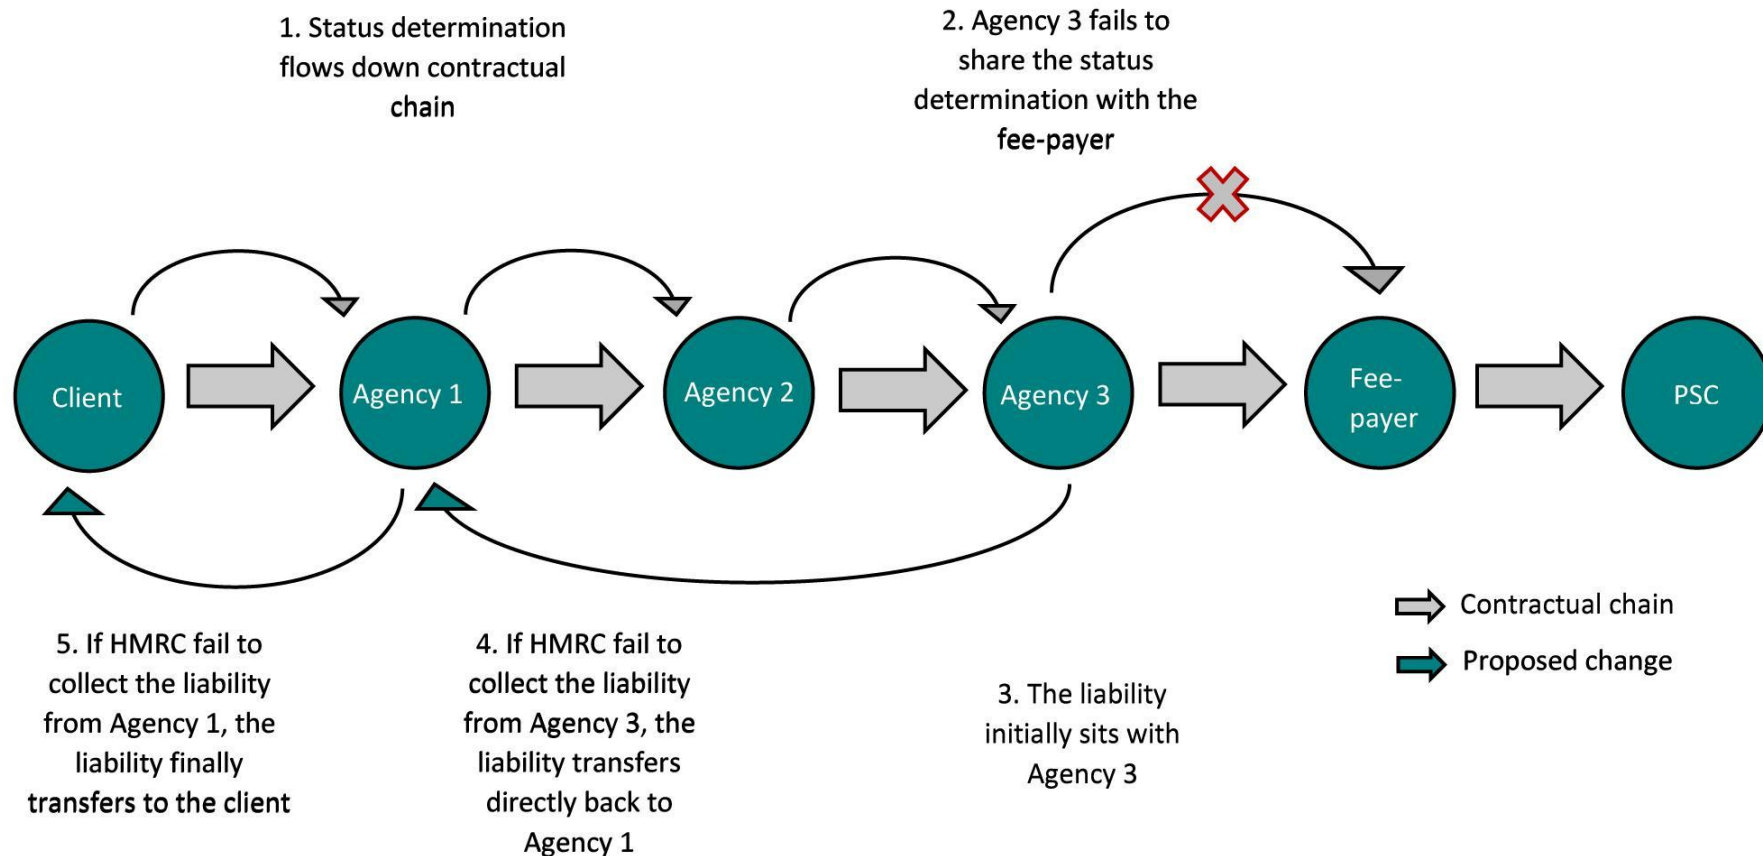 1. Status determination
flows down contractual
chain
2. Agency 3 fails to
share the status
determination with the
fee-payer
Client
Agency 1
Agency 2
Agency 3
Fee-
payer
PSC
5. If HMRC fail to
collect the liability
from Agency 1, the
liability finally
transfers to the client
4. If HMRC fail to
collect the liability
from Agency 3, the
liability transfers
directly back to
Agency 1
3. The liability
initially sits with
Agency 3
Contractual chain
Proposed change